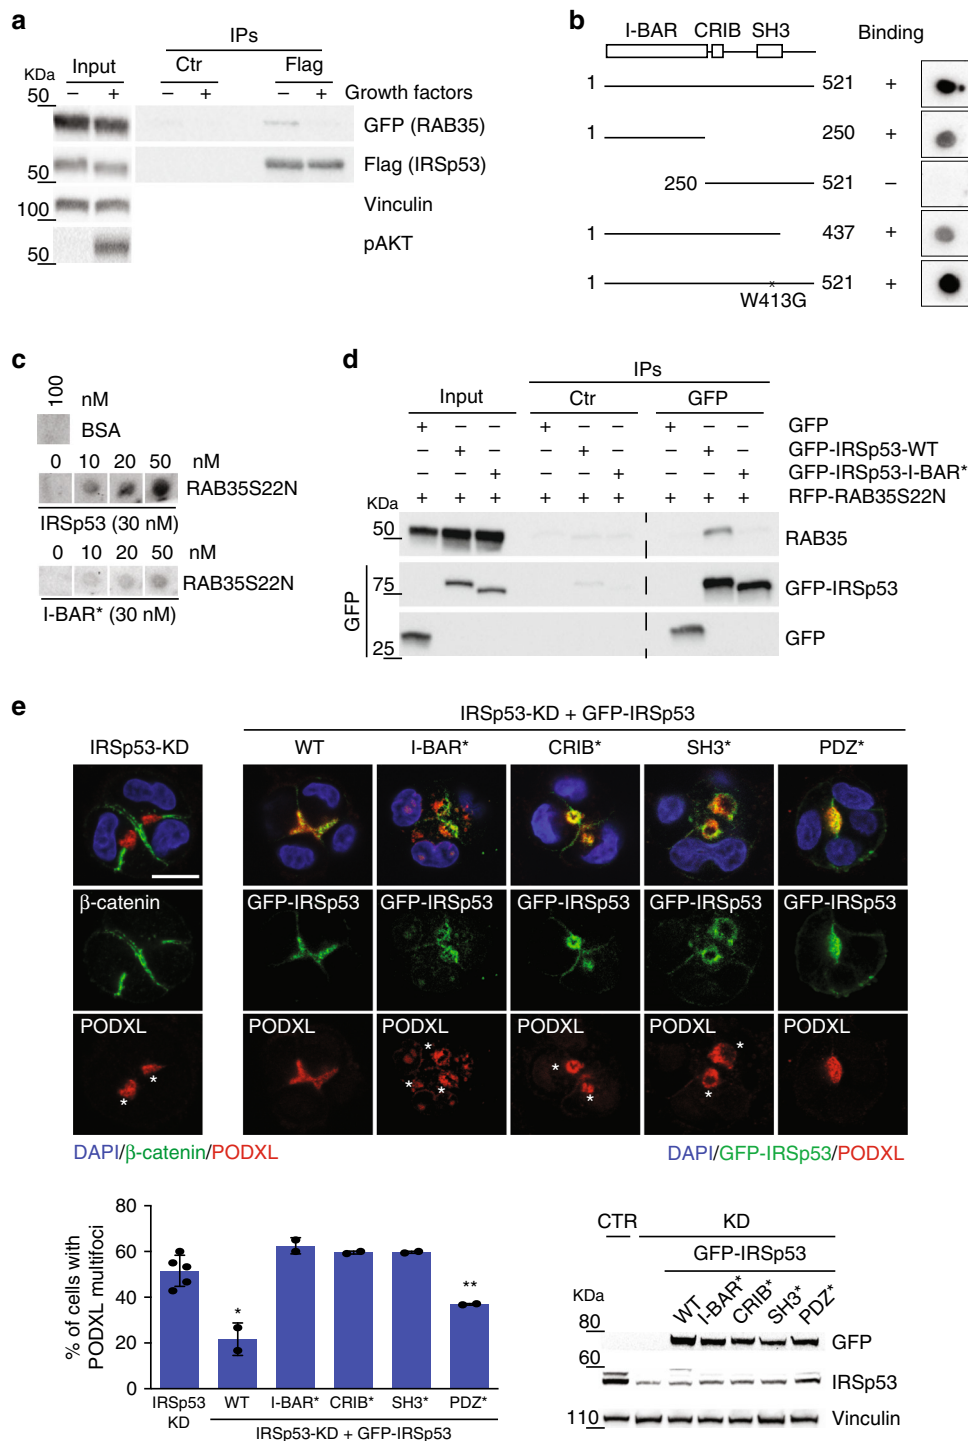 a
IPs
Input
Ctr
Flag
KDa
50
– + – + – + Growth factors
GFP (RAB35)
50
Flag (IRSp53)
100
Vinculin
50
pAKT
b
I-BAR CRIB SH3
Binding
1 521 +
1 250 +
250 521 –
1 437 +
1 521 +
x
W413G
c
100 nM
BSA
0 10 20 50 nM
RAB35S22N
IRSp53 (30 nM)
0 10 20 50 nM
RAB35S22N
I-BAR* (30 nM)
d
IPs
Input Ctr GFP
+ – – + – – + – – GFP
– + – – + – – + – GFP-IRSp53-WT
– – + – – + – – + GFP-IRSp53-I-BAR*
+ + + + + + + + + RFP-RAB35S22N
KDa
50
RAB35
GFP
75
GFP-IRSp53
25
GFP
e
IRSp53-KD + GFP-IRSp53
IRSp53-KD WT I-BAR* CRIB* SH3* PDZ*
β-catenin GFP-IRSp53 GFP-IRSp53 GFP-IRSp53 GFP-IRSp53 GFP-IRSp53
PODXL PODXL PODXL PODXL PODXL PODXL
* * * * * * * * *
DAPI/β-catenin/PODXL
DAPI/GFP-IRSp53/PODXL
% of cells with
PODXL multifoci
80
60
40
20
0
*
**
IRSp53
KD
WT I-BAR* CRIB* SH3* PDZ*
IRSp53-KD + GFP-IRSp53
CTR KD
GFP-IRSp53
KDa
WT I-BAR* CRIB* SH3* PDZ*
80
GFP
60
IRSp53
110
Vinculin